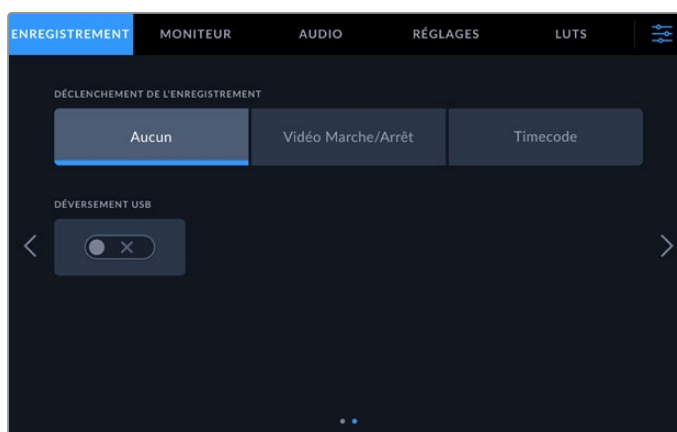 ENREGISTREMENT MONITEUR AUDIO RÉGLAGES LUTS
DÉCLENCHEMENT DE L'ENREGISTREMENT
Aucun Vidéo Marche/Arrêt Timecode
DÉVERSEMENT USB